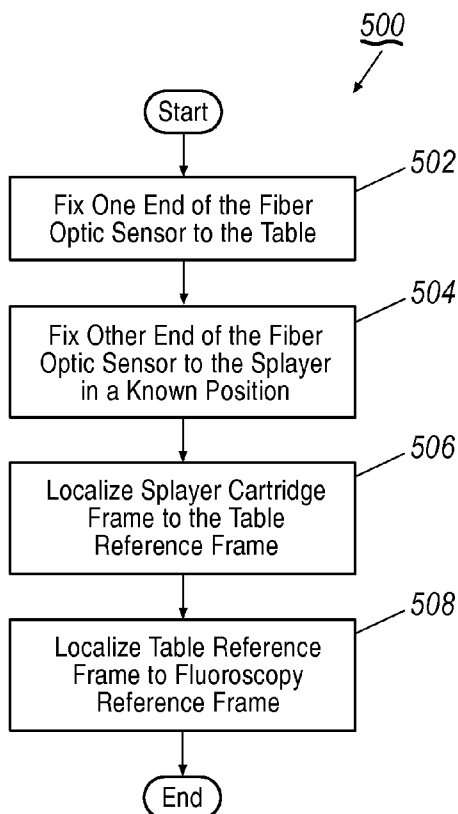 500
Start
502
Fix One End of the Fiber
Optic Sensor to the Table
504
Fix Other End of the Fiber
Optic Sensor to the Splayer
in a Known Position
506
Localize Splayer Cartridge
Frame to the Table
Reference Frame
508
Localize Table Reference
Frame to Fluoroscopy
Reference Frame
End